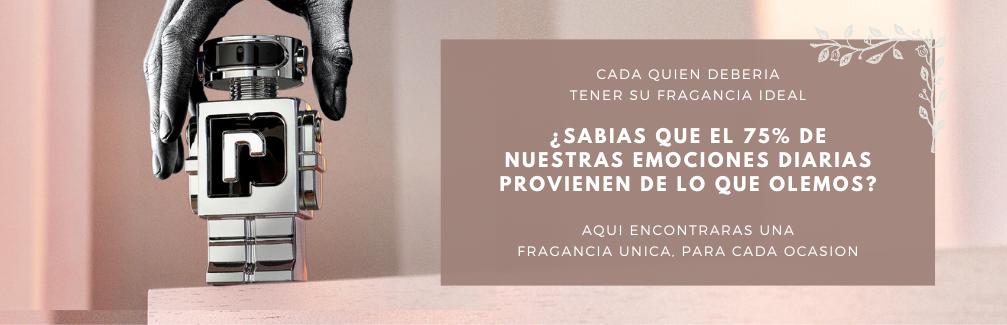 CADA QUIEN DEBERIA
TENER SU FRAGANCIA IDEAL
¿SABIAS QUE EL 75% DE
NUESTRAS EMOCIONES DIARIAS
PROVIENEN DE LO QUE OLEMOS?
AQUI ENCONTRARAS UNA
FRAGANCIA UNICA, PARA CADA OCASION